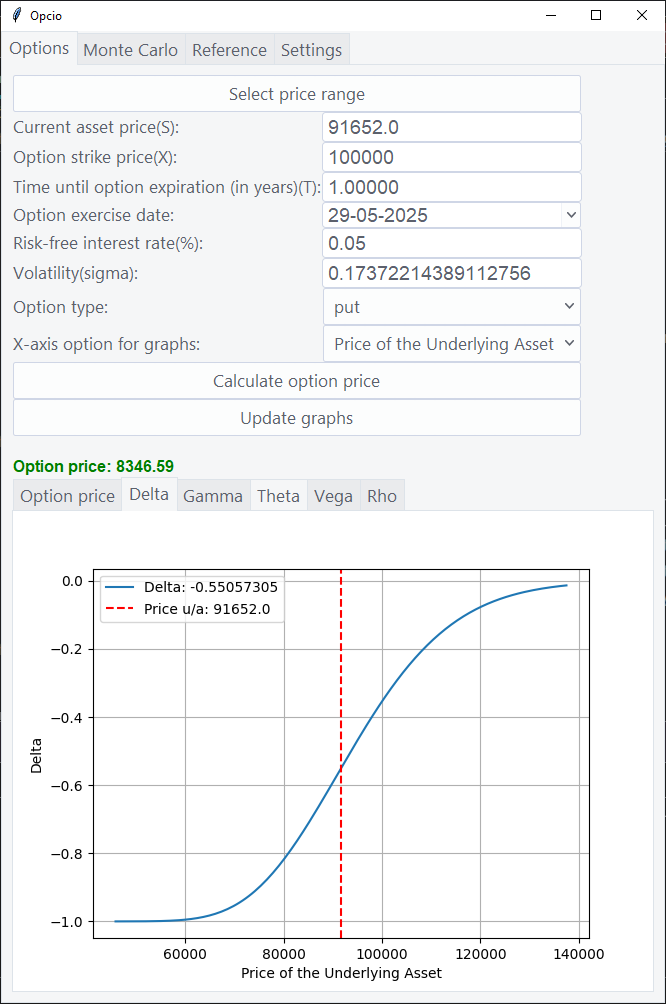 Opcio
Options Monte Carlo Reference Settings
Select price range
Current asset price(S): 91652.0
Option strike price(X): 100000
Time until option expiration (in years)(T): 1.00000
Option exercise date: 29-05-2025
Risk-free interest rate(%): 0.05
Volatility(sigma): 0.17372214389112756
Option type: put
X-axis option for graphs: Price of the Underlying Asset
Calculate option price
Update graphs
Option price: 8346.59
Option price Delta Gamma Theta Vega Rho
Delta: -0.55057305
Price u/a: 91652.0
0.0
−0.2
−0.4
−0.6
−0.8
−1.0
Delta
60000 80000 100000 120000 140000
Price of the Underlying Asset